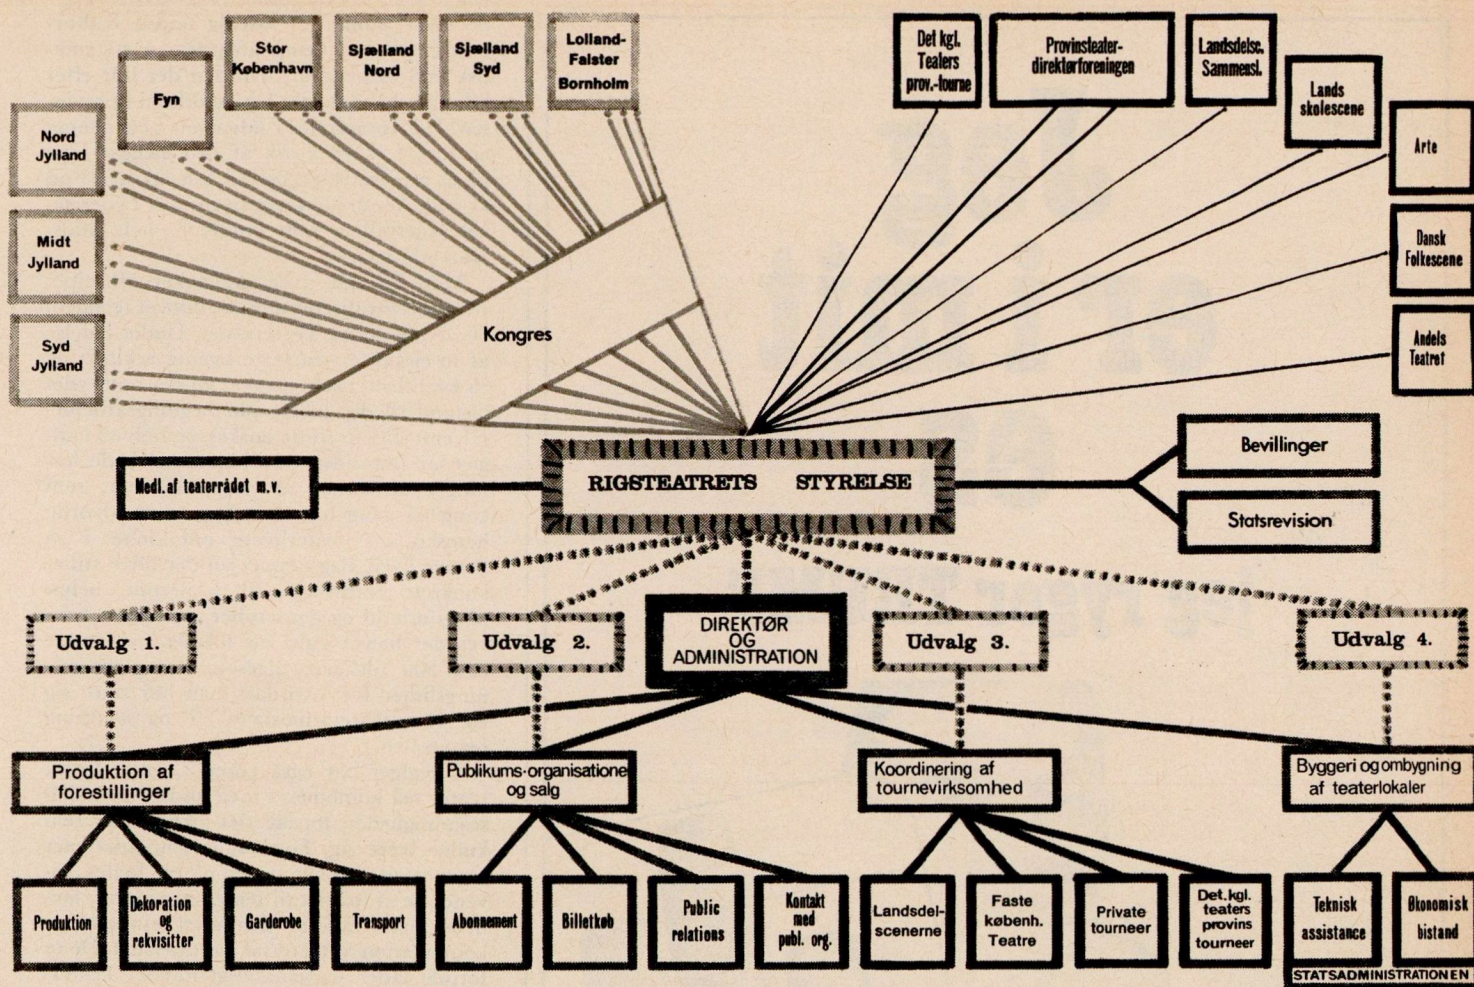 Nord
Jylland
Midt
Jylland
Syd
Jylland
Fyn
Stor
København
Sjælland
Nord
Sjælland
Syd
Lolland-
Falster
Bornholm
Det kgl.
Teaters
prov.-tourne
Provinsteater-
direktørforeningen
Landsdelsc.
Sammensl.
Lands
skolescene
Arte
Dansk
Folkescene
Andels
Teatret
Kongres
Medl. af teaterrådet m.v.
RIGSTEATRETS STYRELSE
Bevillinger
Statsrevision
Udvalg 1.
Udvalg 2.
DIREKTØR
OG
ADMINISTRATION
Udvalg 3.
Udvalg 4.
Produktion af
forestillinger
Publikums-organisatione
og salg
Koordinering af
tournevirksomhed
Byggeri og ombygning
af teaterlokaler
Produktion
Dekoration
og
rekvisitter
Garderobe
Transport
Abonnement
Billetkøb
Public
relations
Kontakt
med
publ. org.
Landsdel-
scenerne
Faste
københ.
Teatre
Private
tourneer
Det. kgl.
teaters
provins
tourneer
Teknisk
assistance
Økonomisk
bistand
STATSADMINISTRATIONEN